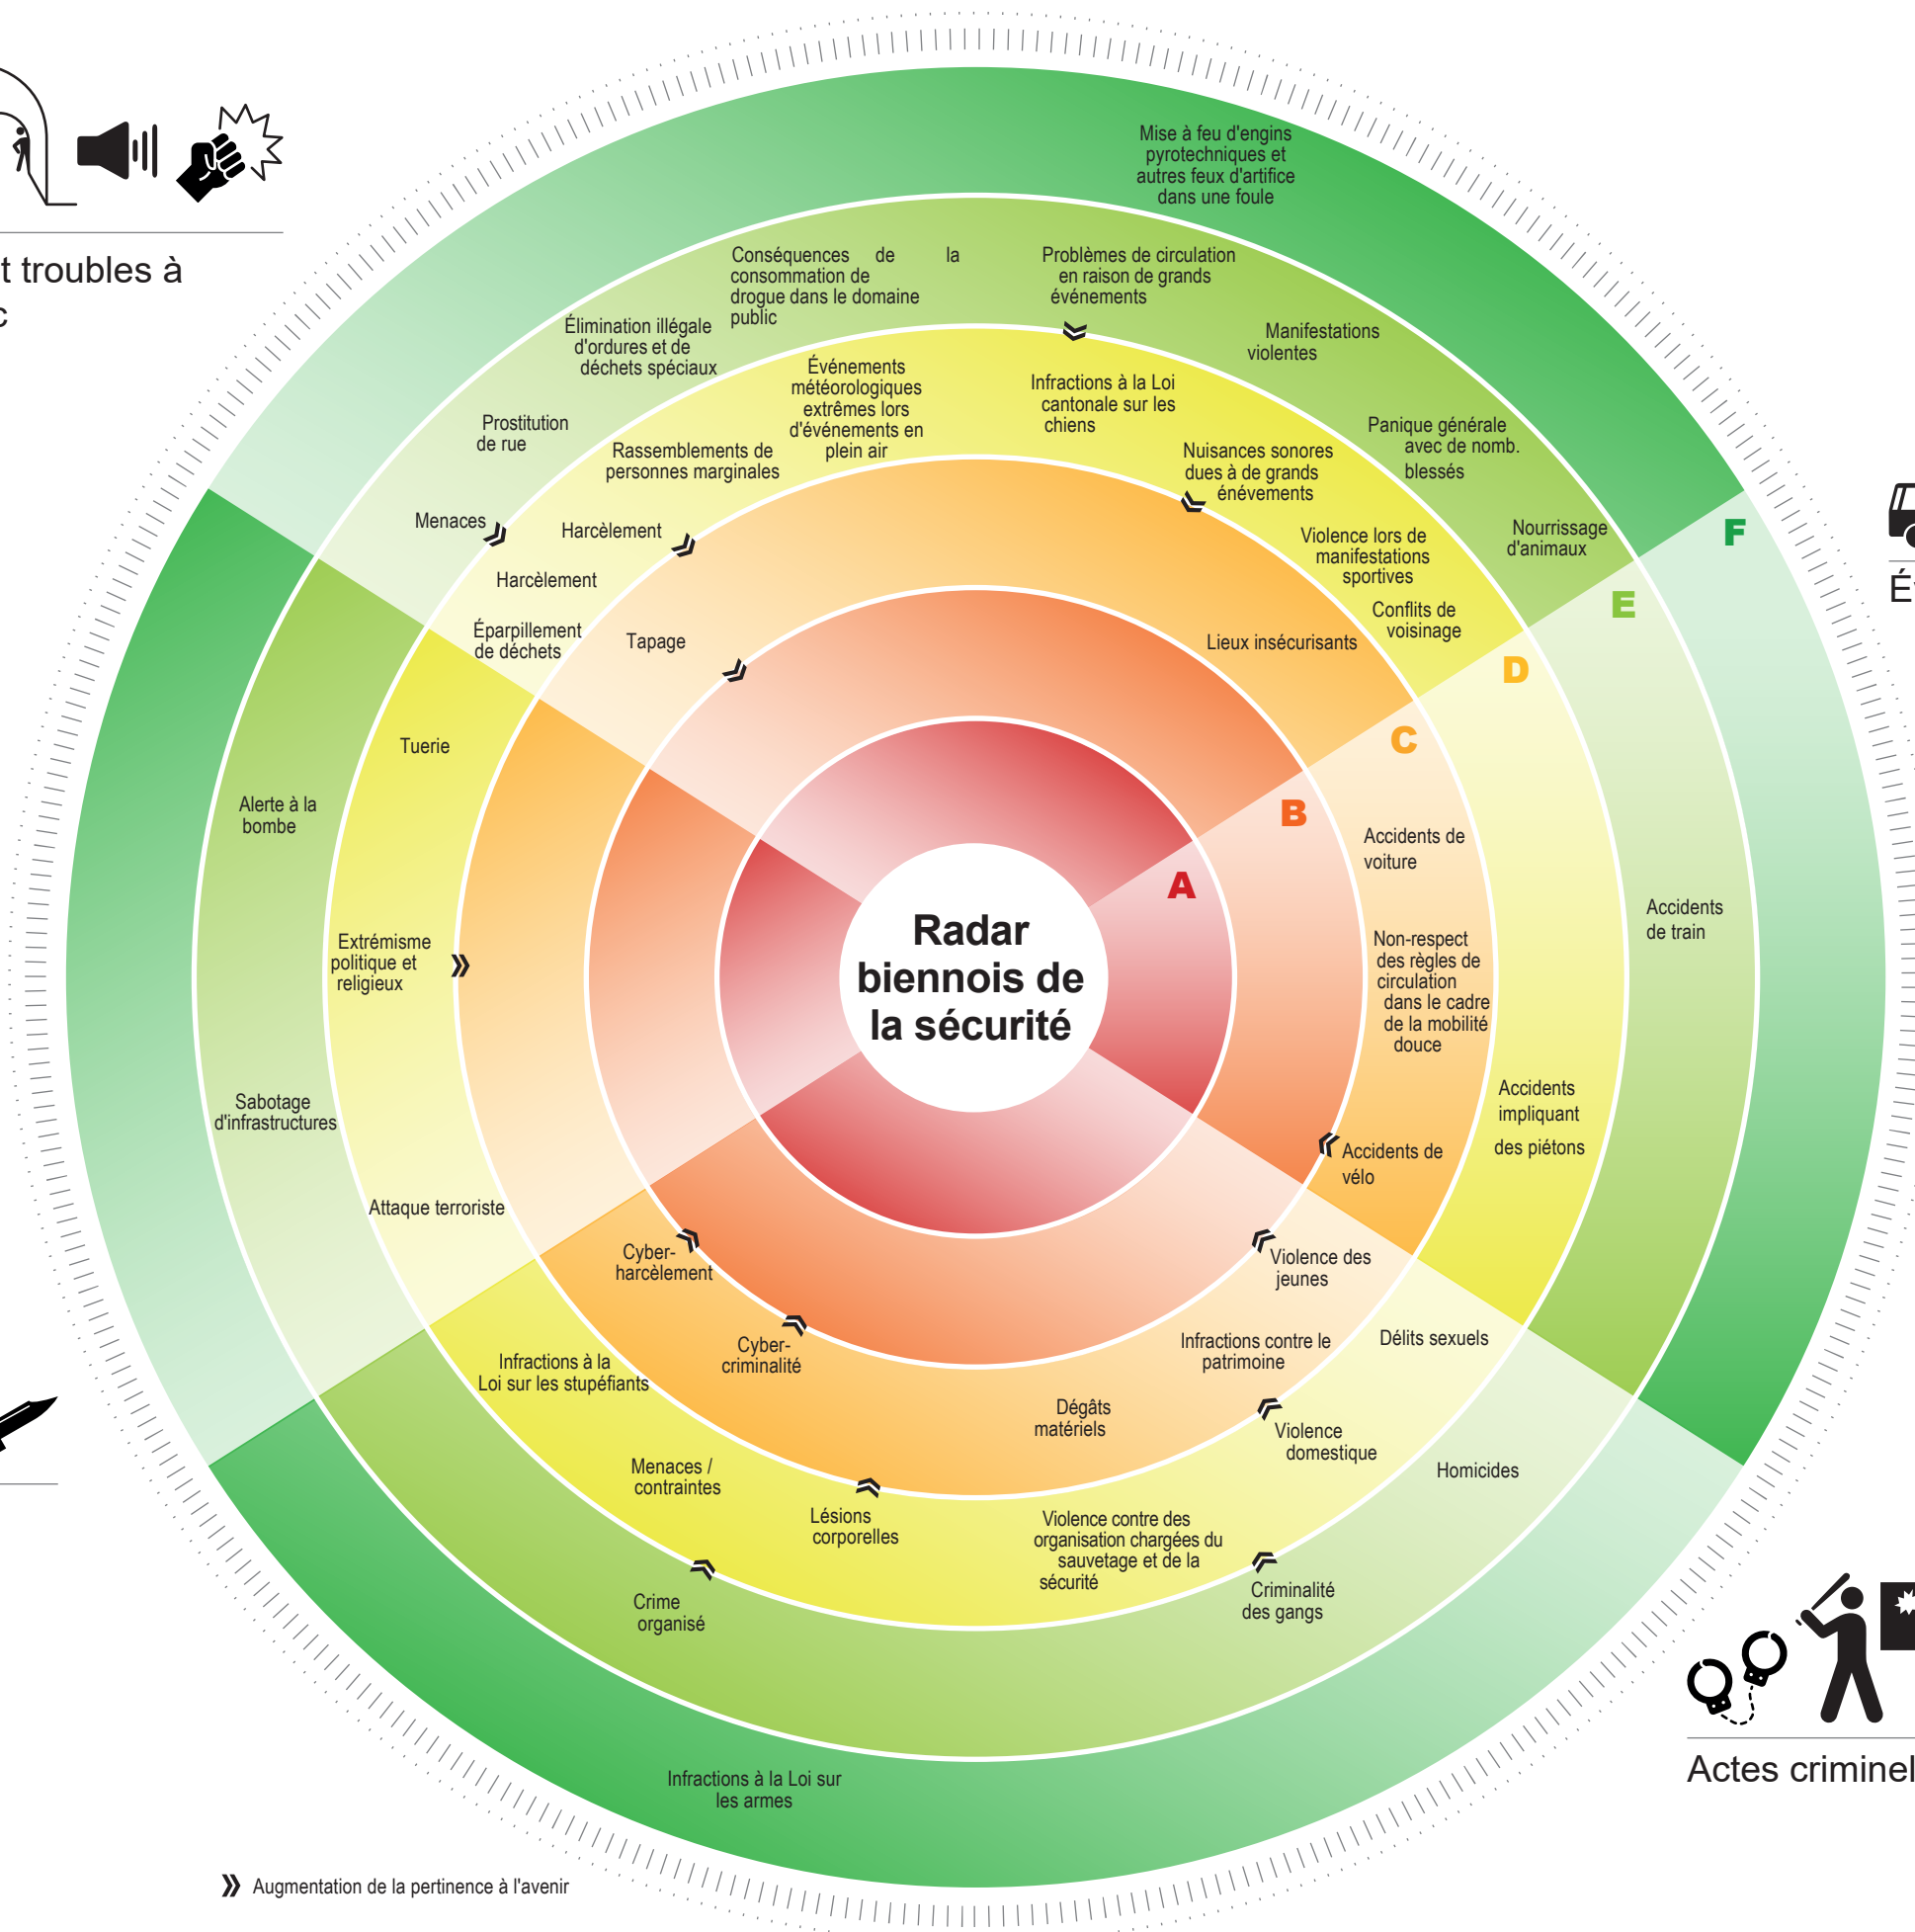 t troubles à
c
Mise à feu d'engins
pyrotechniques et
autres feux d'artifice
dans une foule
Conséquences de la
consommation de
drogue dans le domaine
public
Problèmes de circulation
en raison de grands
événements
Élimination illégale
d'ordures et de
déchets spéciaux
Manifestations
violentes
Événements
météorologiques
extrêmes lors
d'événements en
plein air
Infractions à la Loi
cantonale sur les
chiens
Prostitution
de rue
Rassemblements de
personnes marginales
Nuisances sonores
dues à de grands
énévements
Panique générale
avec de nomb.
blessés
Menaces
Harcèlement
Violence lors de
manifestations
sportives
Nourrissage
d'animaux
Harcèlement
Éparpillement
de déchets
Tapage
Lieux insécurisants
Conflits de
voisinage
F
E
D
C
B
A
Év
Tuerie
Alerte à la
bombe
Extrémisme
politique et
religieux
Sabotage
d'infrastructures
Attaque terroriste
Radar
biennois de
la sécurité
Accidents de
voiture
Accidents
de train
Non-respect
des règles de
circulation
dans le cadre
de la mobilité
douce
Accidents
impliquant
des piétons
Accidents de
vélo
Cyber-
harcèlement
Violence des
jeunes
Cyber-
criminalité
Infractions contre le
patrimoine
Délits sexuels
Infractions à la
Loi sur les stupéfiants
Dégâts
matériels
Violence
domestique
Menaces /
contraintes
Homicides
Lésions
corporelles
Violence contre des
organisation chargées du
sauvetage et de la
sécurité
Crime
organisé
Criminalité
des gangs
Infractions à la Loi sur
les armes
Actes criminel
Augmentation de la pertinence à l'avenir